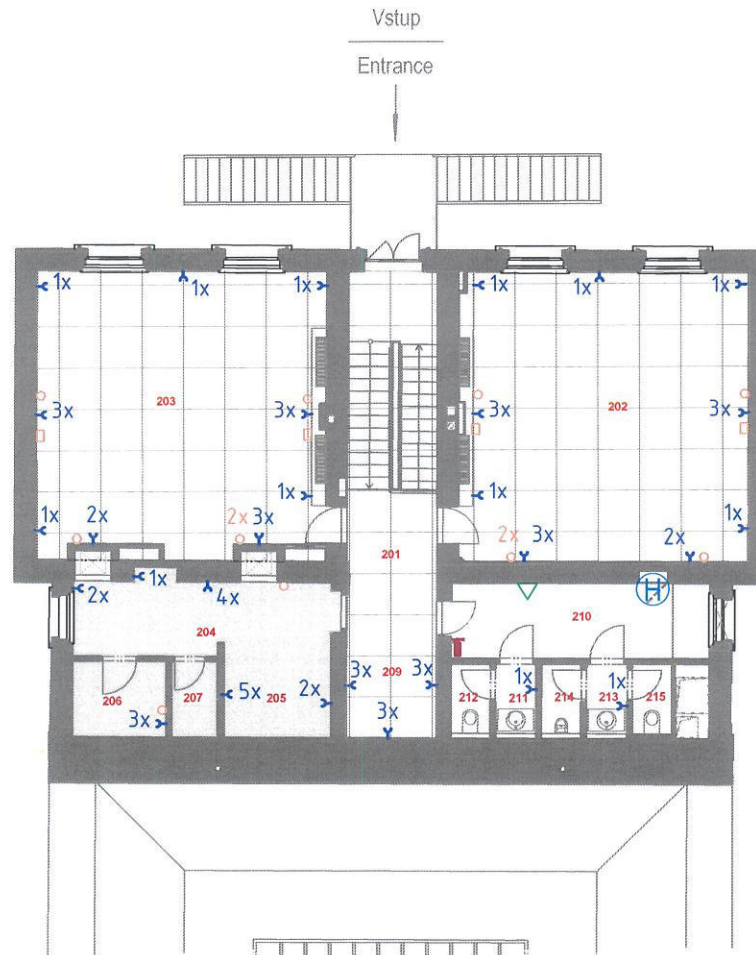 Vstup
Entrance
1x 1x 1x 1x 1x 1x
3x 203 3x 3x 202 3x
1x 1x 1x 1x
2x 2x 3x 2x 3x 2x
201
1x
2x 4x H
204 210
209
206 207 5x 205 2x 3x 3x 212 1x 211 214 1x 213 215
3x 3x